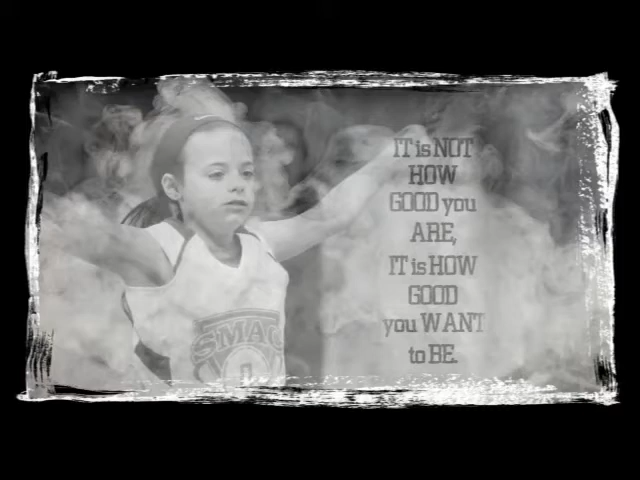 IT is NOT
HOW
GOOD you
ARE,
IT is HOW
GOOD
you WANT
to BE.
SMAC